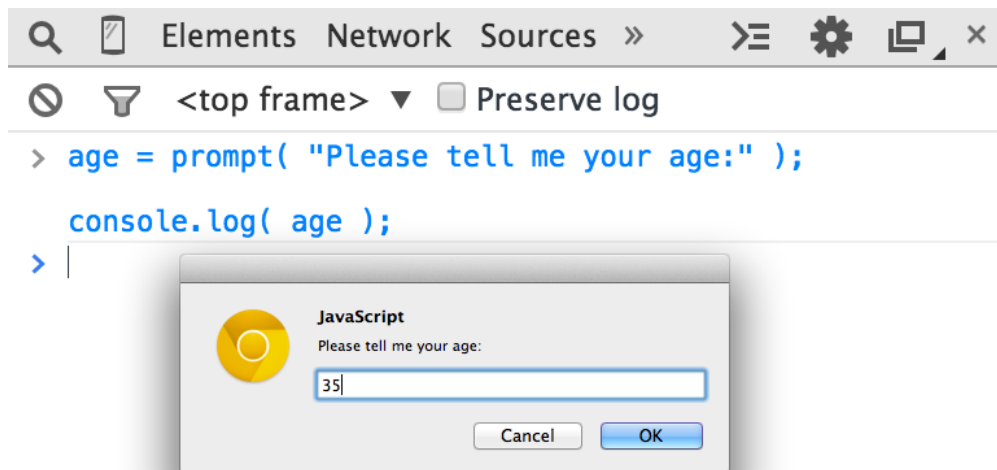 Elements Network Sources »
<top frame> ▼ Preserve log
> age = prompt( "Please tell me your age:" );
console.log( age );
>
JavaScript
Please tell me your age:
35
Cancel OK